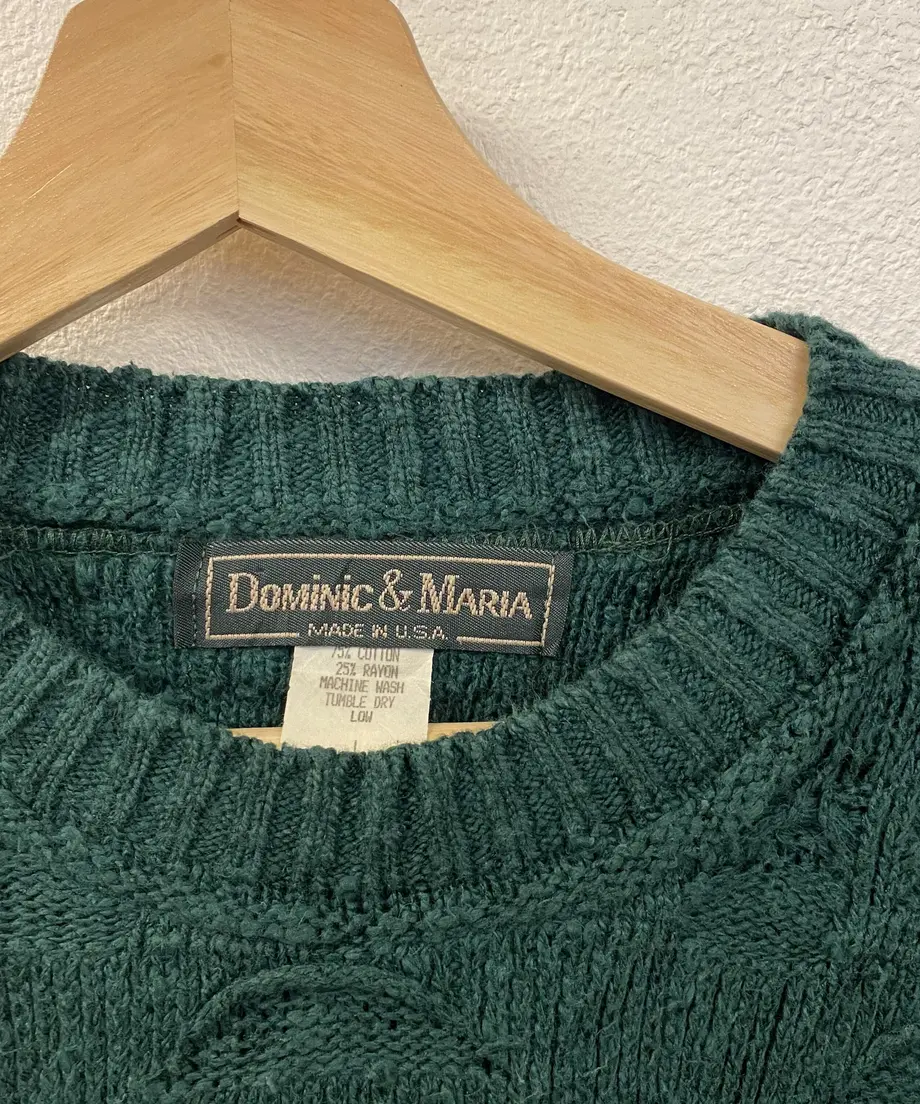 DOMINIC & MARIA
MADE IN U.S.A.
75% COTTON
25% RAYON
MACHINE WASH
TUMBLE DRY
LOW